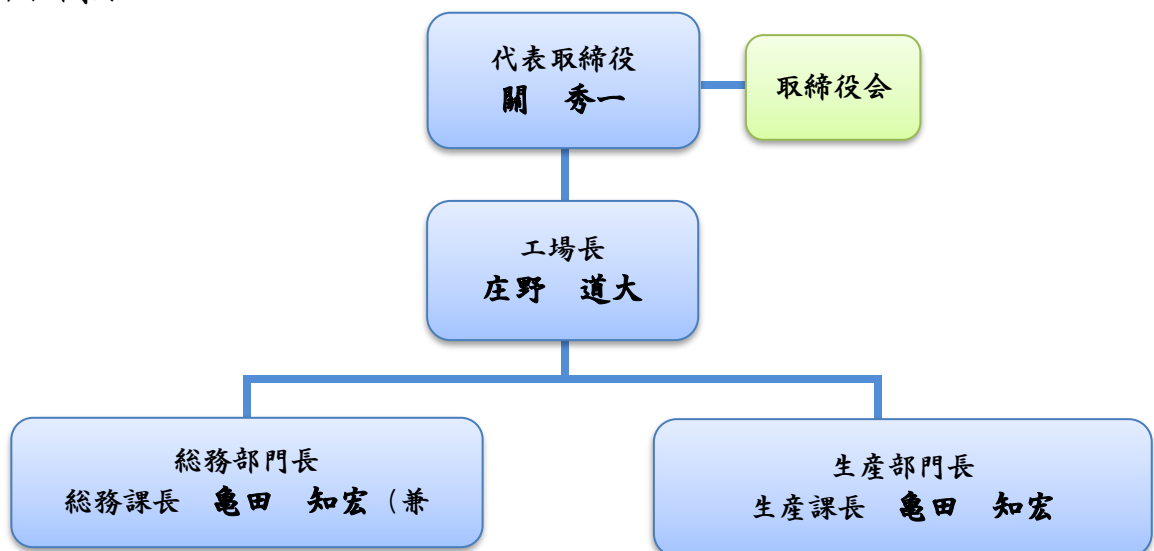 代表取締役
關　秀一
取締役会
工場長
庄野　道大
総務部門長
総務課長　亀田　知宏（兼
生産部門長
生産課長　亀田　知宏